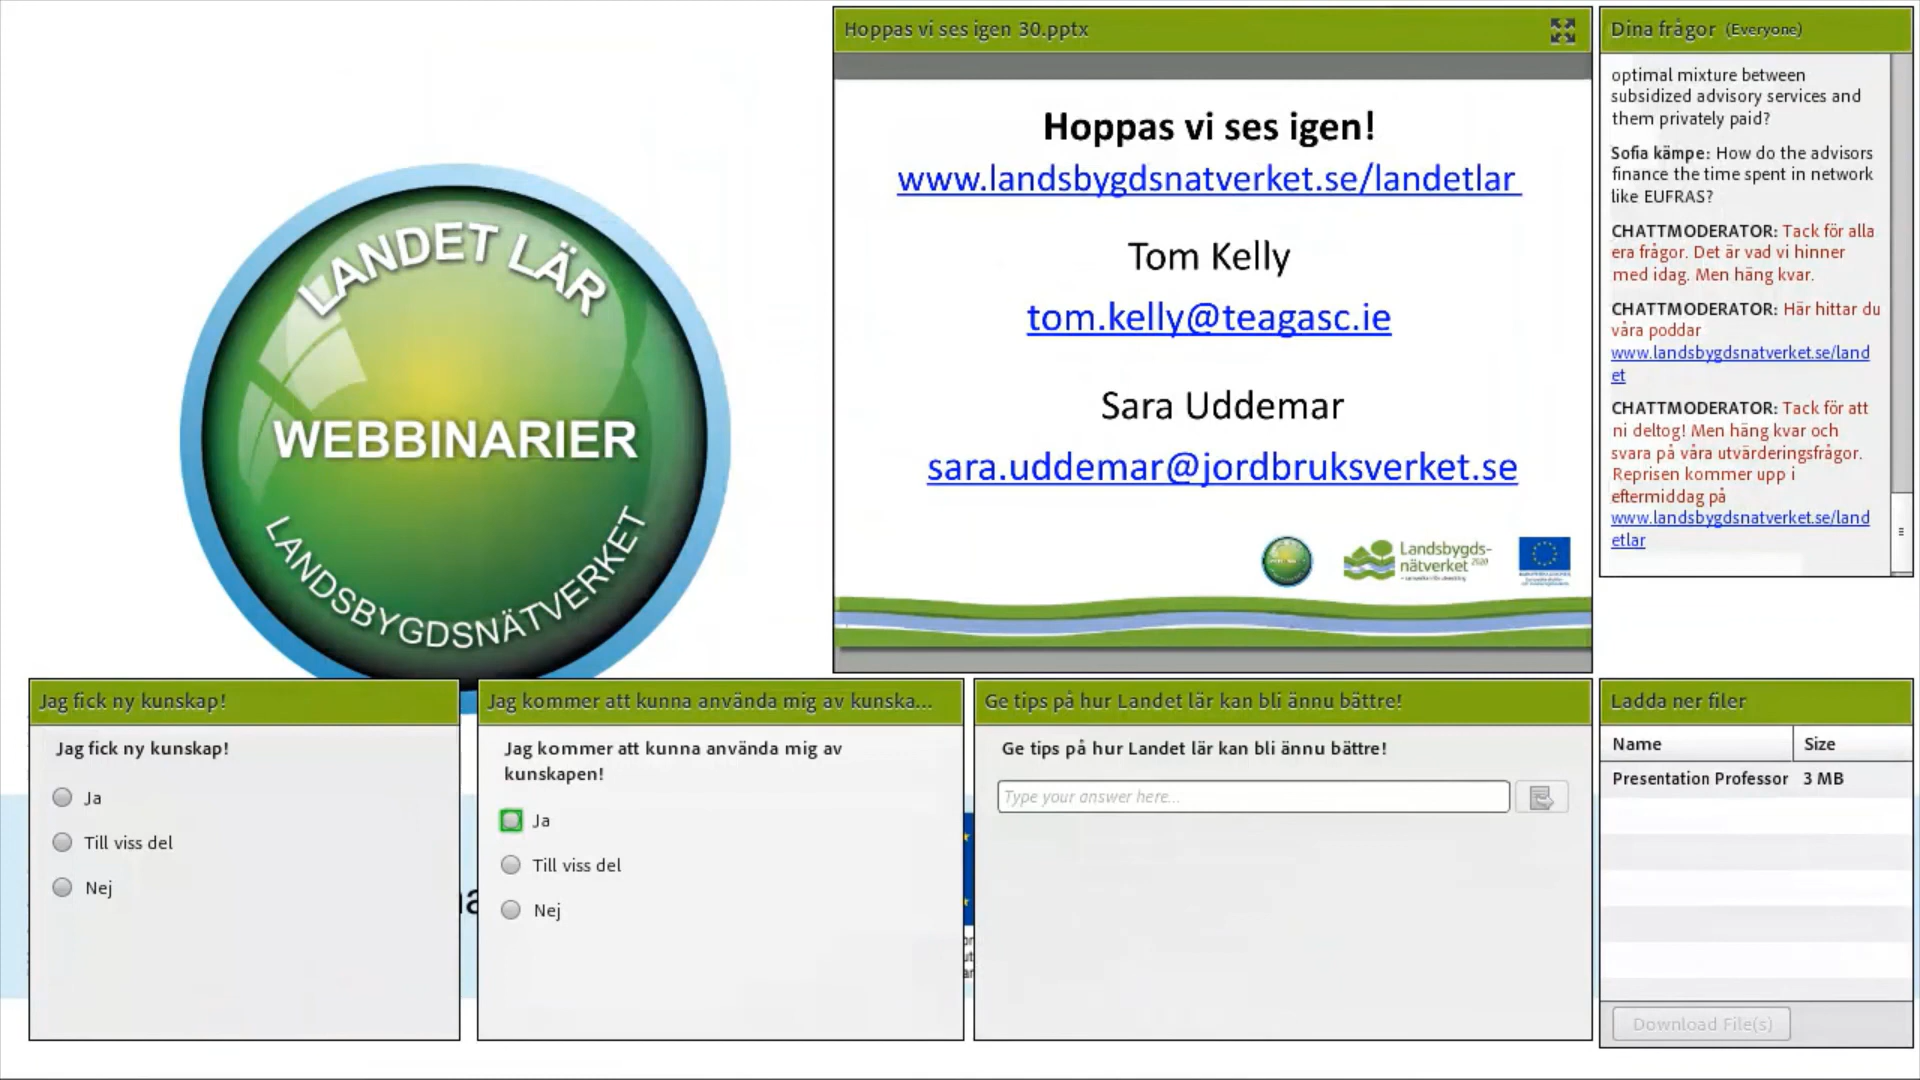 LANDET LÄR
WEBBINARIER
LANDSBYGDSNÄTVERKET
Hoppas vi ses igen 30.pptx
Hoppas vi ses igen!
www.landsbygdsnatverket.se/landetlar
Tom Kelly
tom.kelly@teagasc.ie
Sara Uddemar
sara.uddemar@jordbruksverket.se
Landsbygds-
nätverket 2020
Dina frågor (Everyone)
optimal mixture between
subsidized advisory services and
them privately paid?
Sofia kämpe: How do the advisors
finance the time spent in network
like EUFRAS?
CHATTMODERATOR: Tack för alla
era frågor. Det är vad vi hinner
med idag. Men häng kvar.
CHATTMODERATOR: Här hittar du
våra poddar
www.landsbygdsnatverket.se/land
et
CHATTMODERATOR: Tack för att
ni deltog! Men häng kvar och
svara på våra utvärderingsfrågor.
Reprisen kommer upp i
eftermiddag på
www.landsbygdsnatverket.se/land
etlar
Jag fick ny kunskap!
Jag fick ny kunskap!
Ja
Till viss del
Nej
Jag kommer att kunna använda mig av kunska...
Jag kommer att kunna använda mig av
kunskapen!
Ja
Till viss del
Nej
Ge tips på hur Landet lär kan bli ännu bättre!
Ge tips på hur Landet lär kan bli ännu bättre!
Type your answer here...
Ladda ner filer
Name Size
Presentation Professor 3 MB
Download File(s)